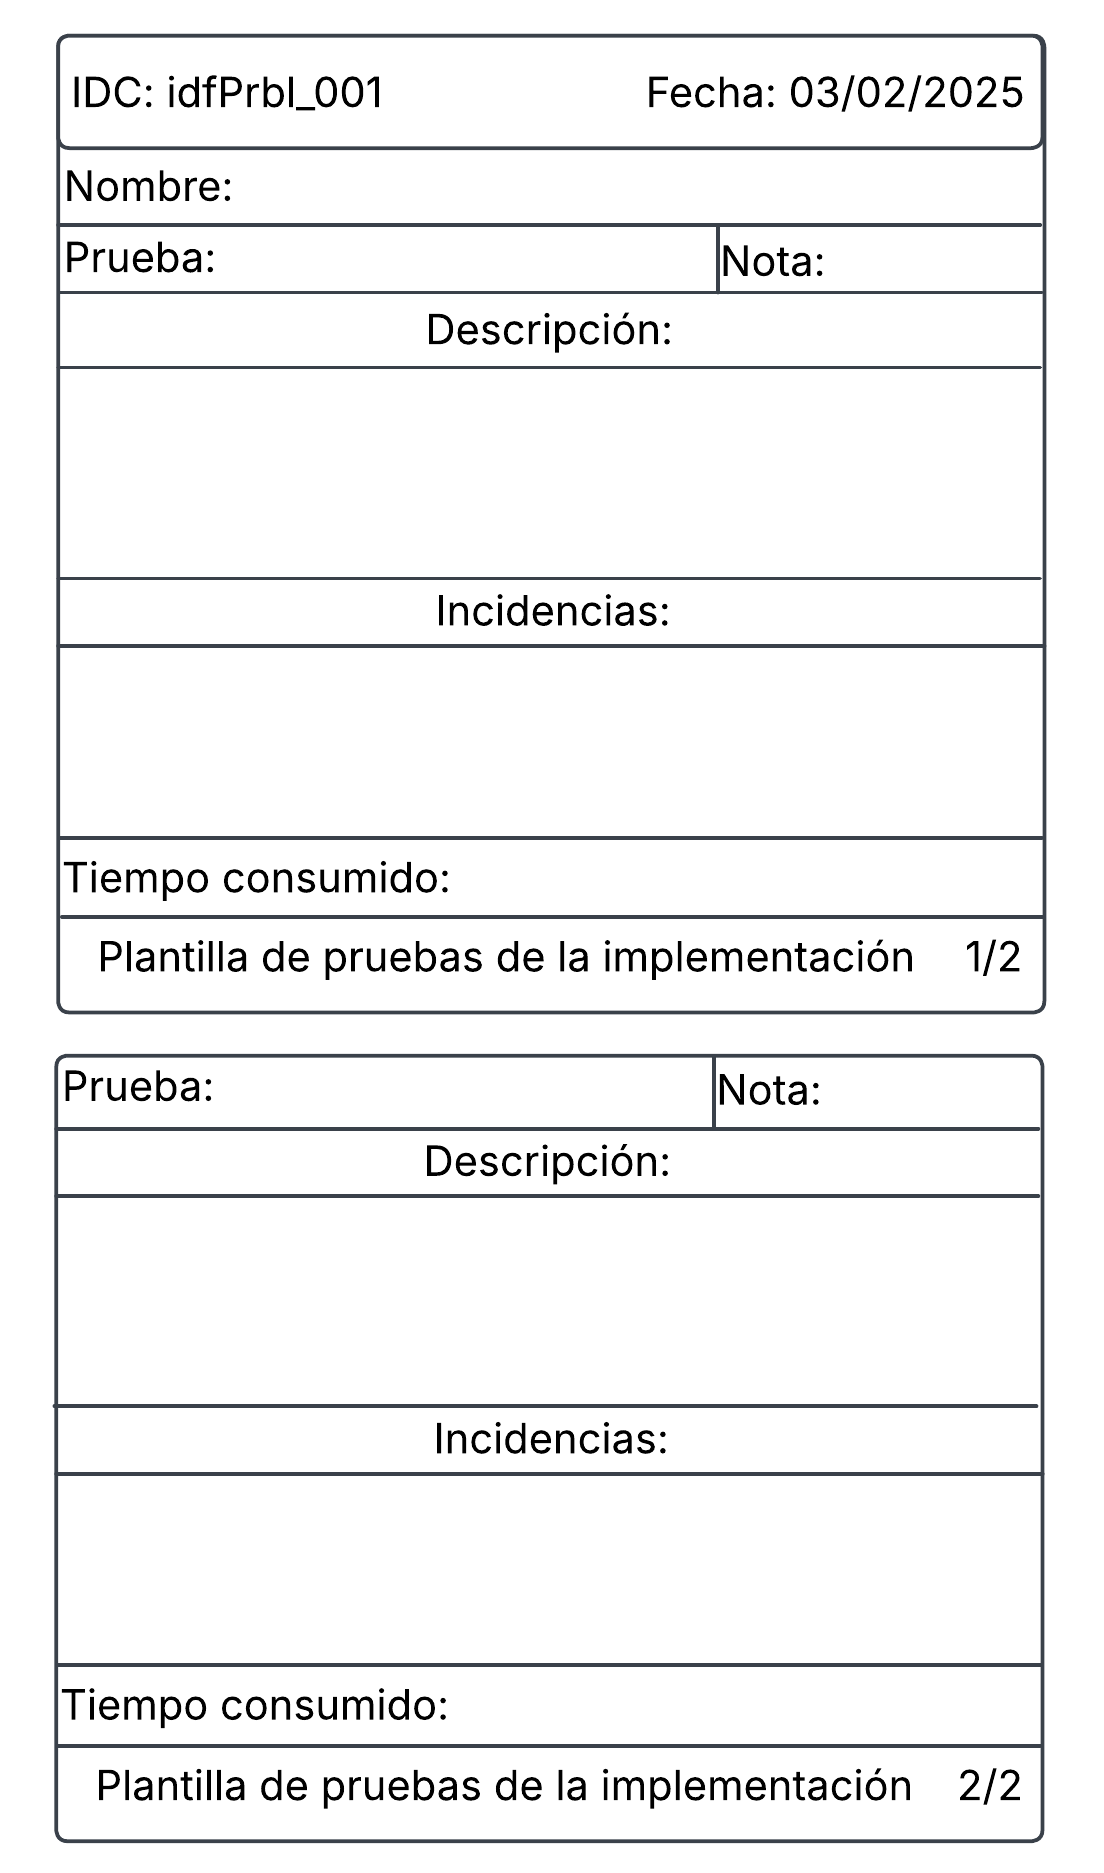 IDC: idfPrbl_001 Fecha: 03/02/2025
Nombre:
Prueba: Nota:
Descripción:
Incidencias:
Tiempo consumido:
Plantilla de pruebas de la implementación 1/2
Prueba: Nota:
Descripción:
Incidencias:
Tiempo consumido:
Plantilla de pruebas de la implementación 2/2